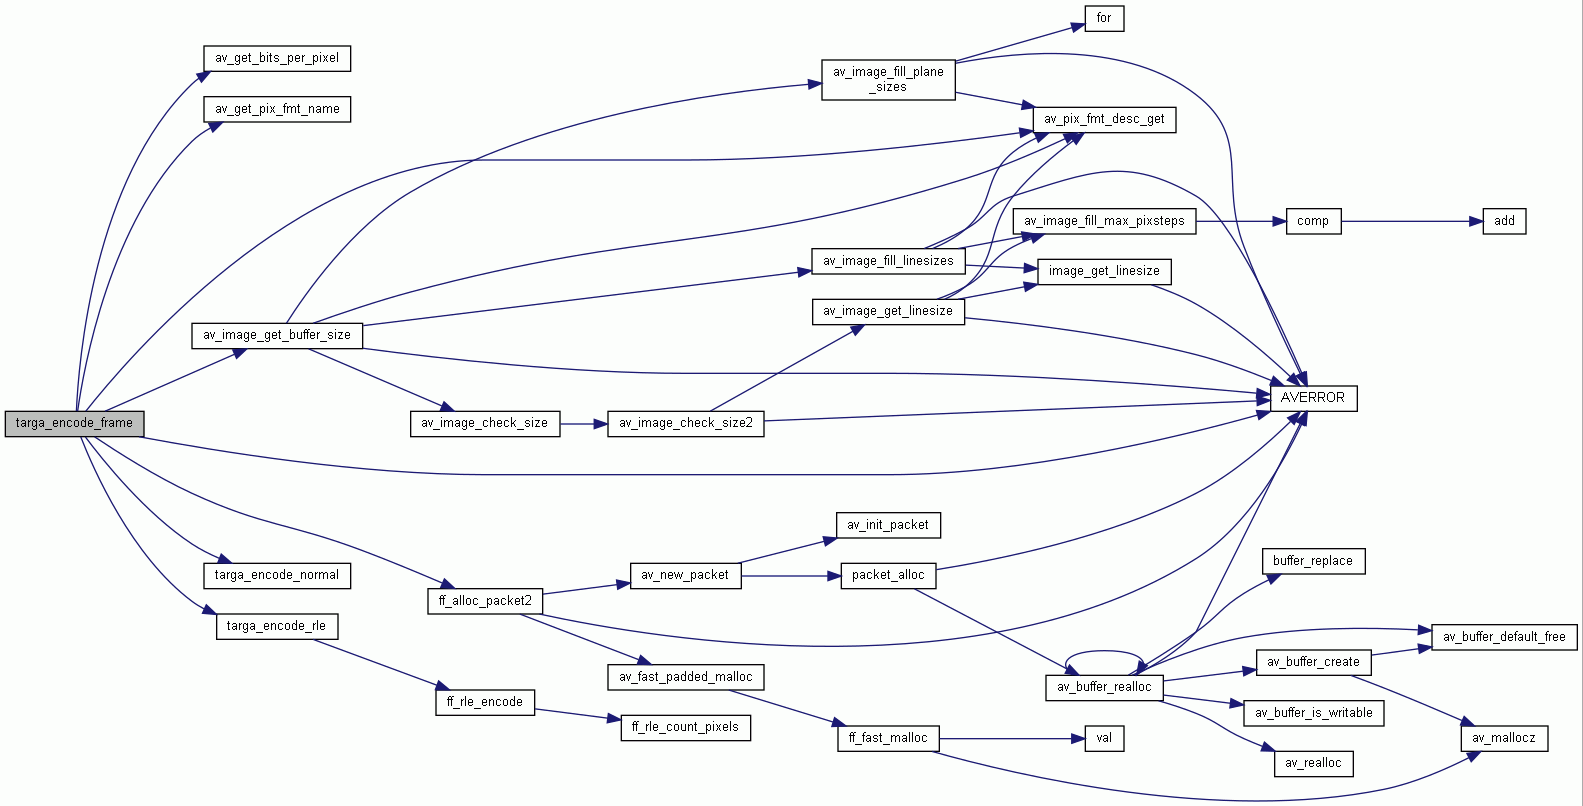 for
av_get_bits_per_pixel
av_image_fill_plane
_sizes
av_get_pix_fmt_name
av_pix_fmt_desc_get
av_image_fill_max_pixsteps
comp
add
av_image_fill_linesizes
image_get_linesize
av_image_get_linesize
av_image_get_buffer_size
AVERROR
targa_encode_frame
av_image_check_size
av_image_check_size2
av_init_packet
buffer_replace
targa_encode_normal
av_new_packet
packet_alloc
ff_alloc_packet2
targa_encode_rle
av_buffer_default_free
av_buffer_create
av_fast_padded_malloc
av_buffer_realloc
ff_rle_encode
av_buffer_is_writable
ff_rle_count_pixels
ff_fast_malloc
val
av_mallocz
av_realloc